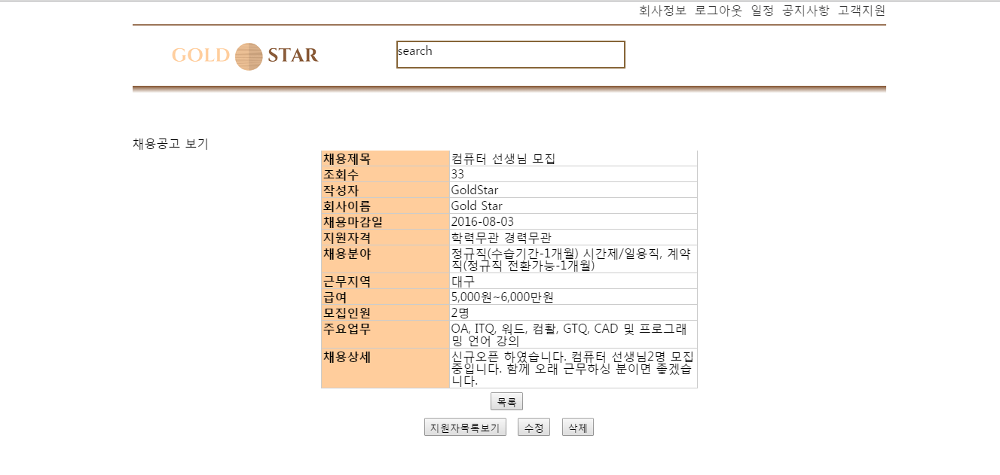 회사정보 로그아웃 일정 공지사항 고객지원
GOLD STAR
search
채용공고 보기
채용제목 컴퓨터 선생님 모집
조회수 33
작성자 GoldStar
회사이름 Gold Star
채용마감일 2016-08-03
지원자격 학력무관 경력무관
채용분야 정규직(수습기간-1개월) 시간제/일용직, 계약
직(정규직 전환가능-1개월)
근무지역 대구
급여 5,000원~6,000만원
모집인원 2명
주요업무 OA, ITQ, 워드, 컴활, GTQ, CAD 및 프로그래
밍 언어 강의
채용상세 신규오픈 하였습니다. 컴퓨터 선생님2명 모집
중입니다. 함께 오래 근무하싱 분이면 좋겠습
니다.
목록
지원자목록보기 수정 삭제